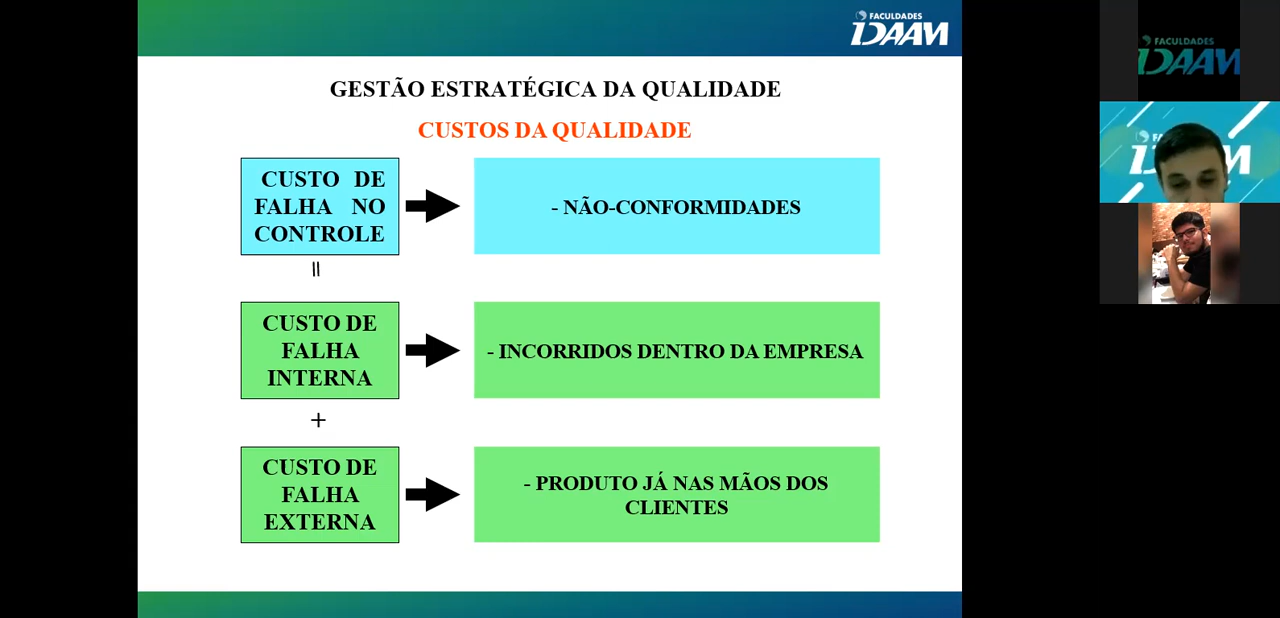 FACULDADES
IDAAM
GESTÃO ESTRATÉGICA DA QUALIDADE
CUSTOS DA QUALIDADE
CUSTO DE
FALHA NO
CONTROLE
- NÃO-CONFORMIDADES
=
CUSTO DE
FALHA
INTERNA
- INCORRIDOS DENTRO DA EMPRESA
+
CUSTO DE
FALHA
EXTERNA
- PRODUTO JÁ NAS MÃOS DOS
CLIENTES
FACULDADES
IDAAM